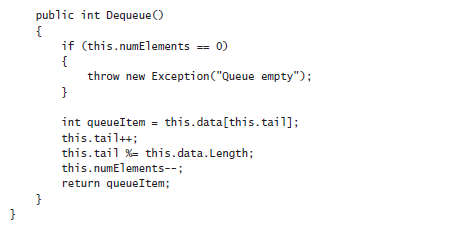 public int Dequeue()
{
if (this.numElements == 0)
{
throw new Exception("Queue empty");
}
int queueItem = this.data[this.tail];
this.tail++;
this.tail %= this.data.Length;
this.numElements--;
return queueItem;
}
}